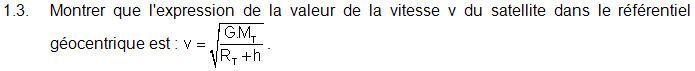 1.3. Montrer que l'expression de la valeur de la vitesse v du satellite dans le référentiel
géocentrique est : v = √(G.M_T / (R_T + h)) .